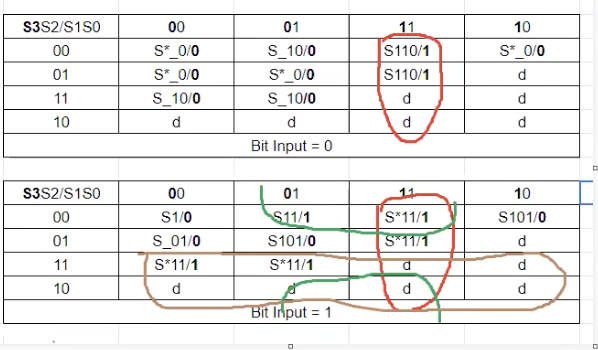 S3S2/S1S0 00 01 11 10
00 S*_0/0 S_10/0 S110/1 S*_0/0
01 S*_0/0 S*_0/0 S110/1 d
11 S_10/0 S_10/0 d d
10 d d d d
Bit Input = 0
S3S2/S1S0 00 01 11 10
00 S1/0 S11/1 S*11/1 S101/0
01 S_01/0 S101/0 S*11/1 d
11 S*11/1 S*11/1 d d
10 d d d d
Bit Input = 1